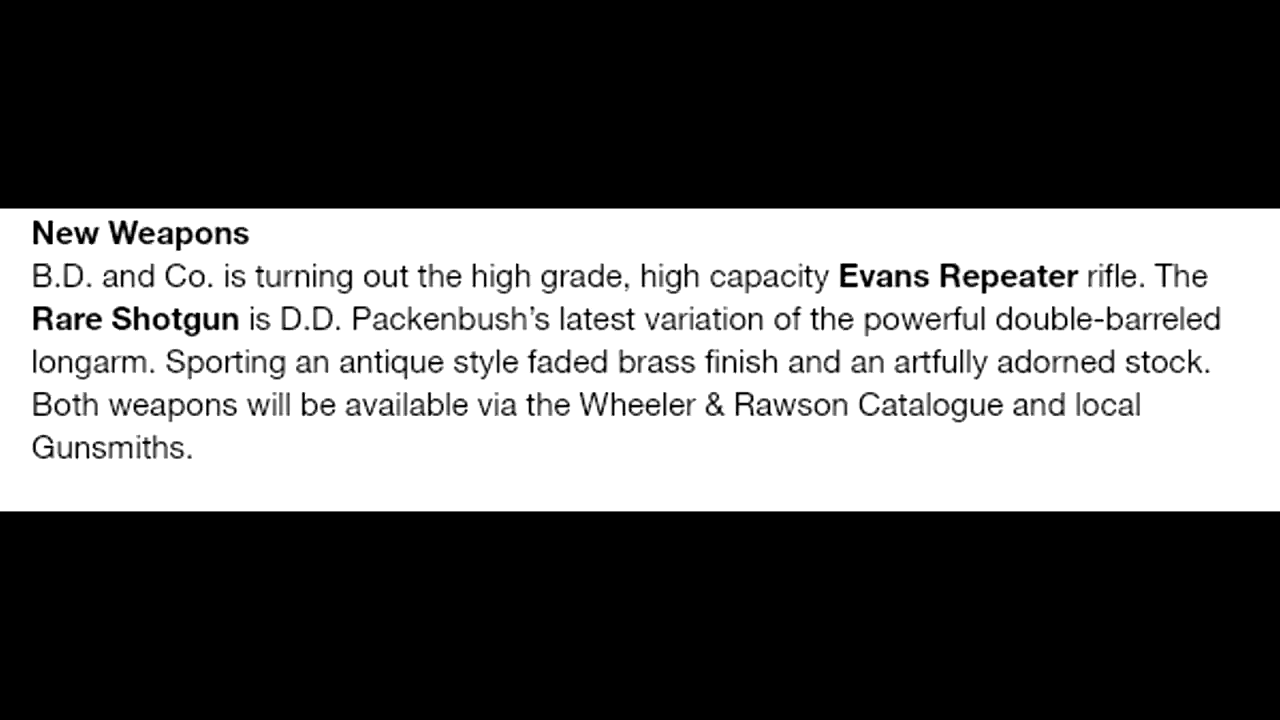 New Weapons
B.D. and Co. is turning out the high grade, high capacity Evans Repeater rifle. The
Rare Shotgun is D.D. Packenbush’s latest variation of the powerful double-barreled
longarm. Sporting an antique style faded brass finish and an artfully adorned stock.
Both weapons will be available via the Wheeler & Rawson Catalogue and local
Gunsmiths.